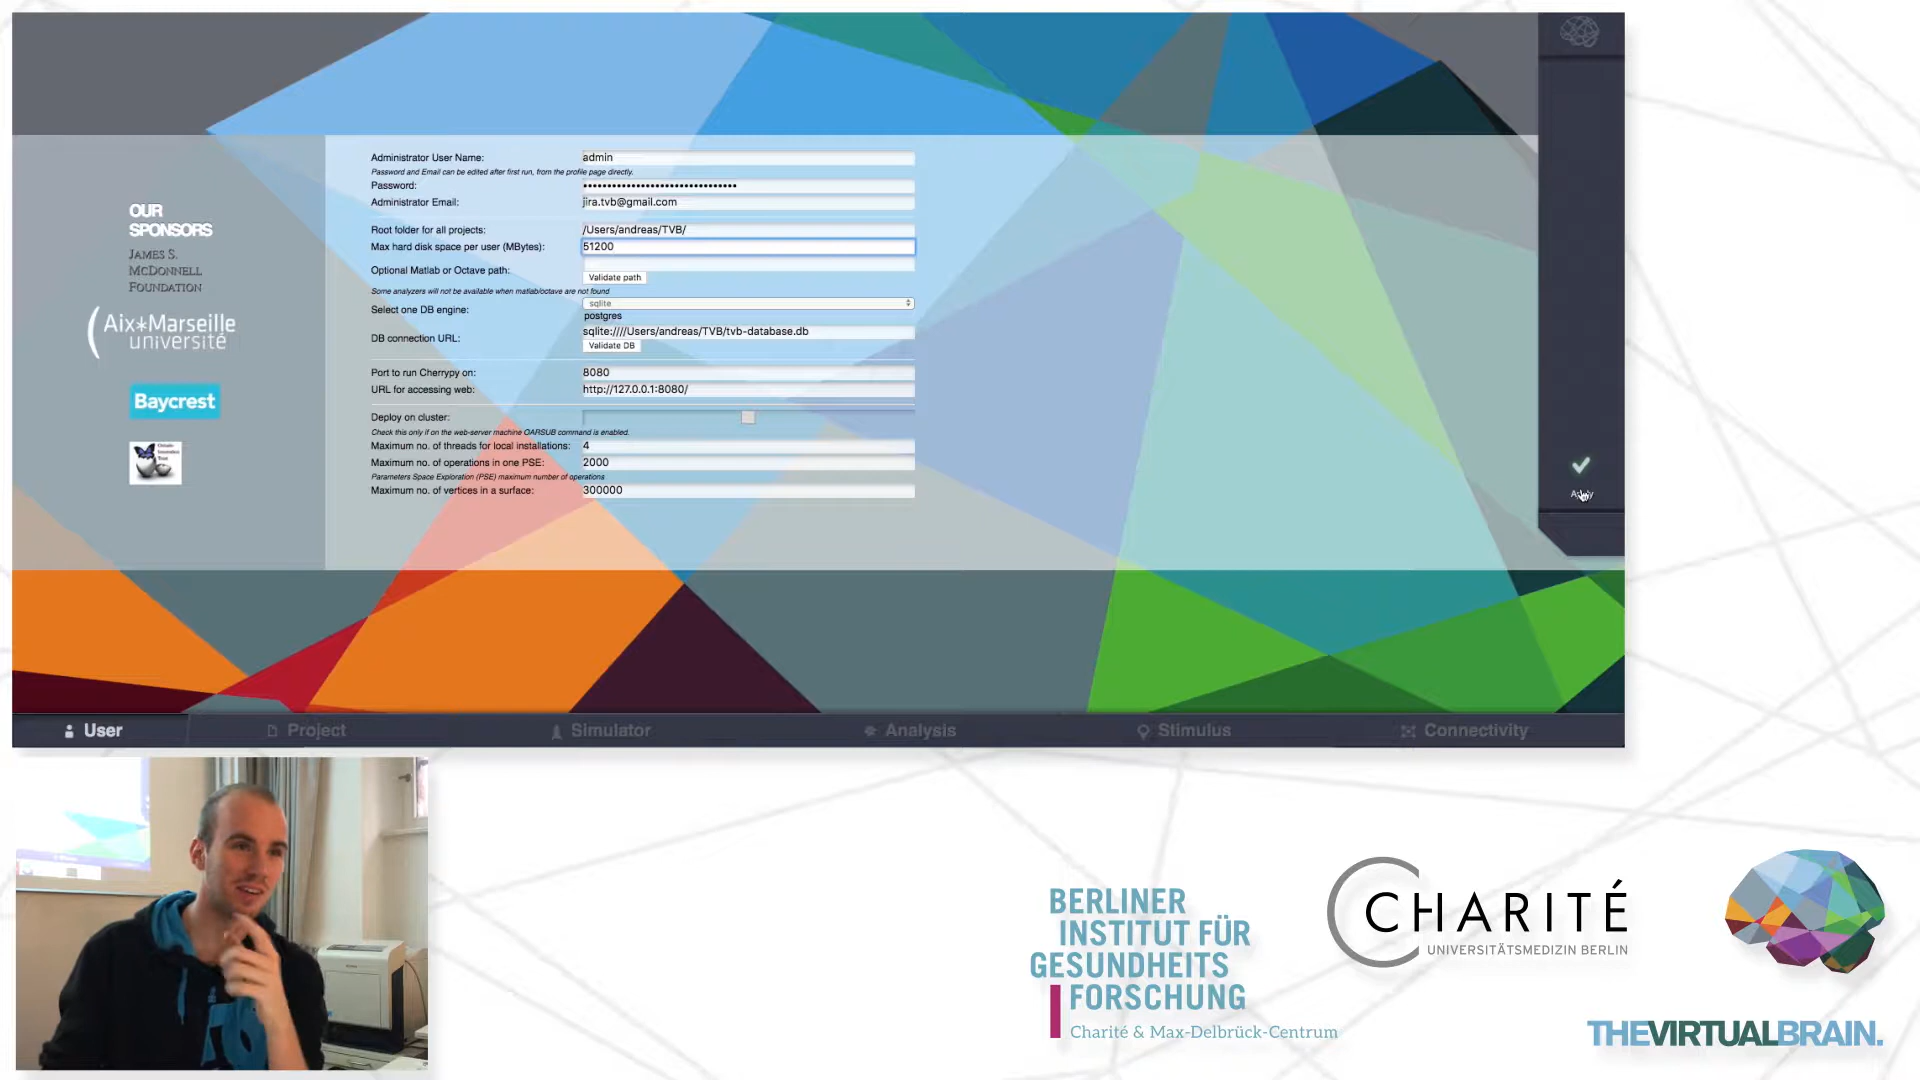 OUR
SPONSORS
JAMES S.
MCDONNELL
FOUNDATION
Aix*Marseille
université
Baycrest
Administrator User Name: admin
Password and Email can be edited after first run, from the profile page directly.
Password: ••••••••••••••••••••••••••••••••
Administrator Email: jira.tvb@gmail.com
Root folder for all projects: /Users/andreas/TVB/
Max hard disk space per user (MBytes): 51200
Optional Matlab or Octave path:
Validate path
Some analyzers will not be available when matlab/octave are not found
Select one DB engine: sqlite
postgres
DB connection URL: sqlite:////Users/andreas/TVB/tvb-database.db
Validate DB
Port to run Cherrypy on: 8080
URL for accessing web: http://127.0.0.1:8080/
Deploy on cluster:
Check this only if on the web-server machine OARSUB command is enabled.
Maximum no. of threads for local installations: 4
Maximum no. of operations in one PSE: 2000
Parameters Space Exploration (PSE) maximum number of operations
Maximum no. of vertices in a surface: 300000
User Project Simulator Analysis Stimulus Connectivity
BERLINER
INSTITUT FÜR
GESUNDHEITS
FORSCHUNG
Charité & Max-Delbrück-Centrum
CHARITÉ
UNIVERSITÄTSMEDIZIN BERLIN
THEVIRTUALBRAIN.